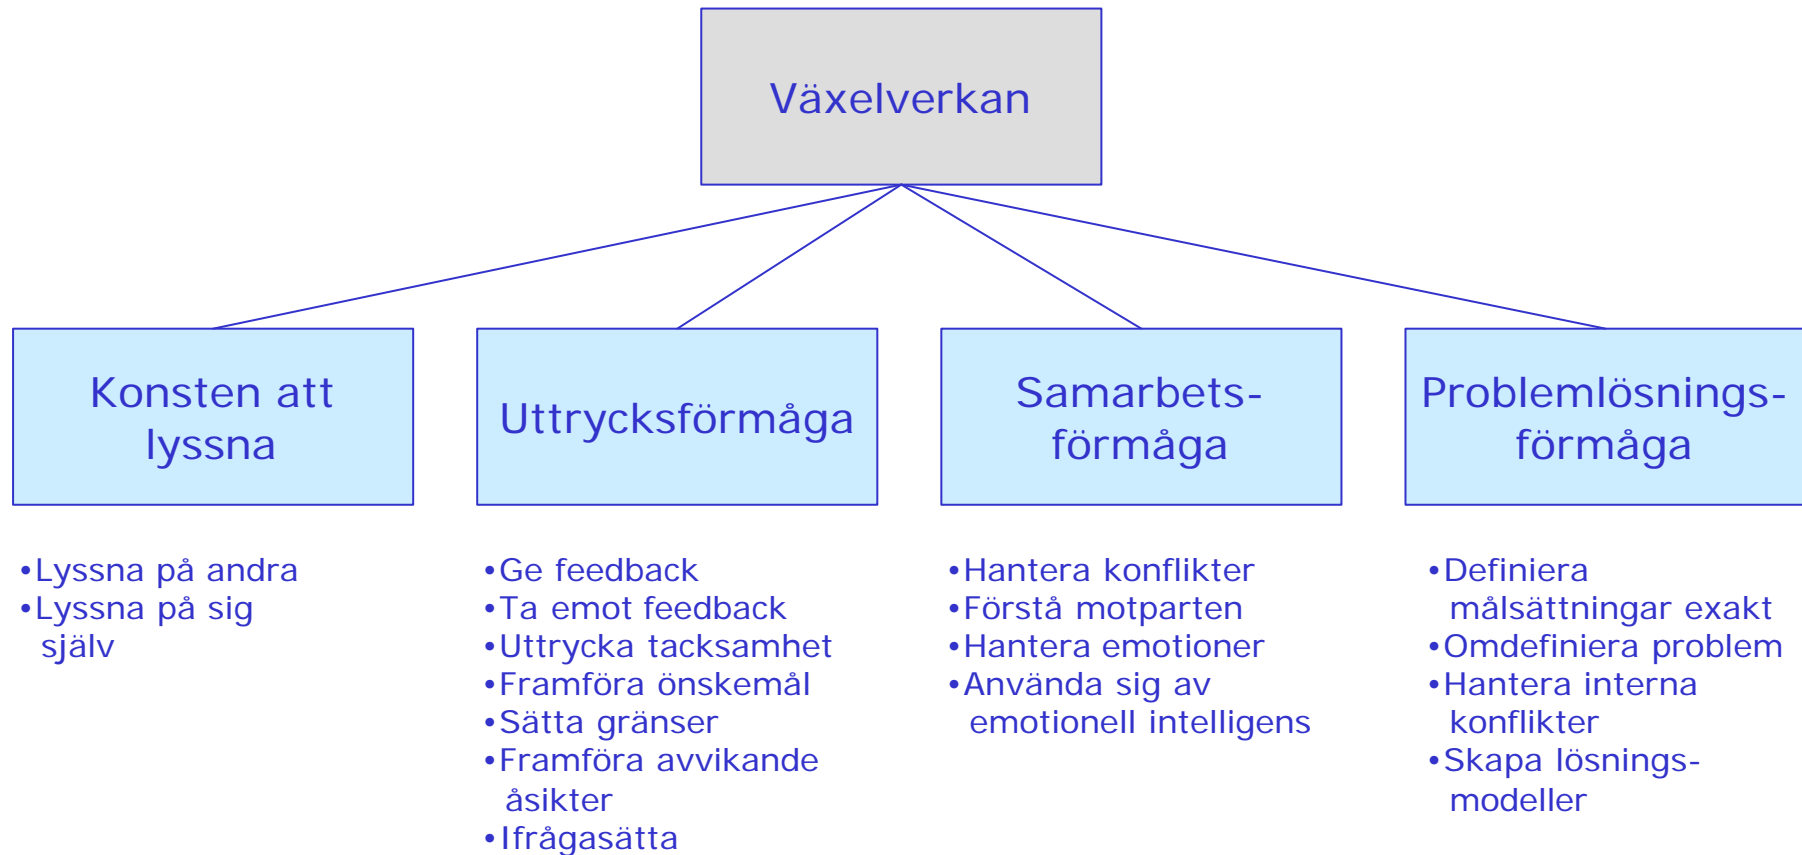 Växelverkan
Konsten att
lyssna
•Lyssna på andra
•Lyssna på sig
själv
Uttrycksförmåga
•Ge feedback
•Ta emot feedback
•Uttrycka tacksamhet
•Framföra önskemål
•Sätta gränser
•Framföra avvikande
åsikter
•Ifrågasätta
Samarbets-
förmåga
•Hantera konflikter
•Förstå motparten
•Hantera emotioner
•Använda sig av
emotionell intelligens
Problemlösnings-
förmåga
•Definiera
målsättningar exakt
•Omdefiniera problem
•Hantera interna
konflikter
•Skapa lösnings-
modeller